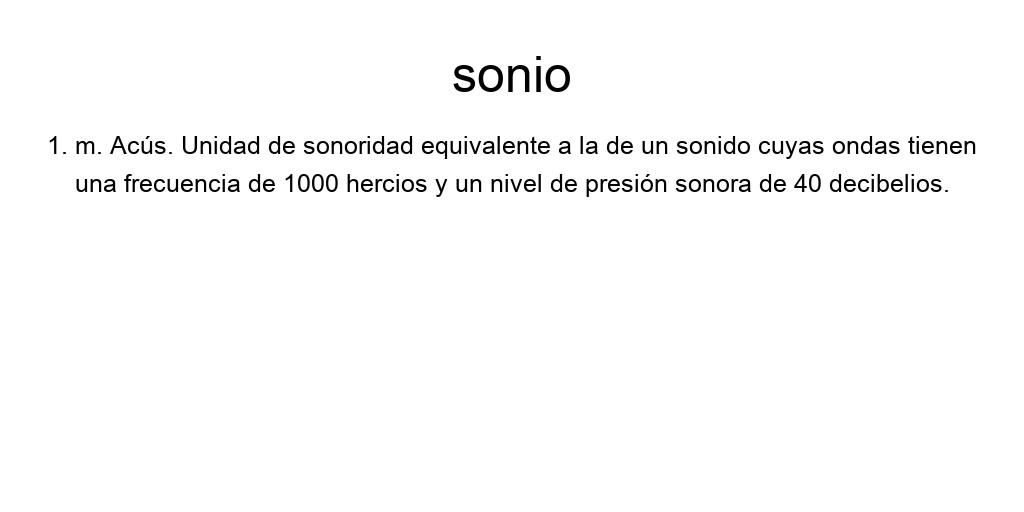 sonio
1. m. Acús. Unidad de sonoridad equivalente a la de un sonido cuyas ondas tienen
una frecuencia de 1000 hercios y un nivel de presión sonora de 40 decibelios.